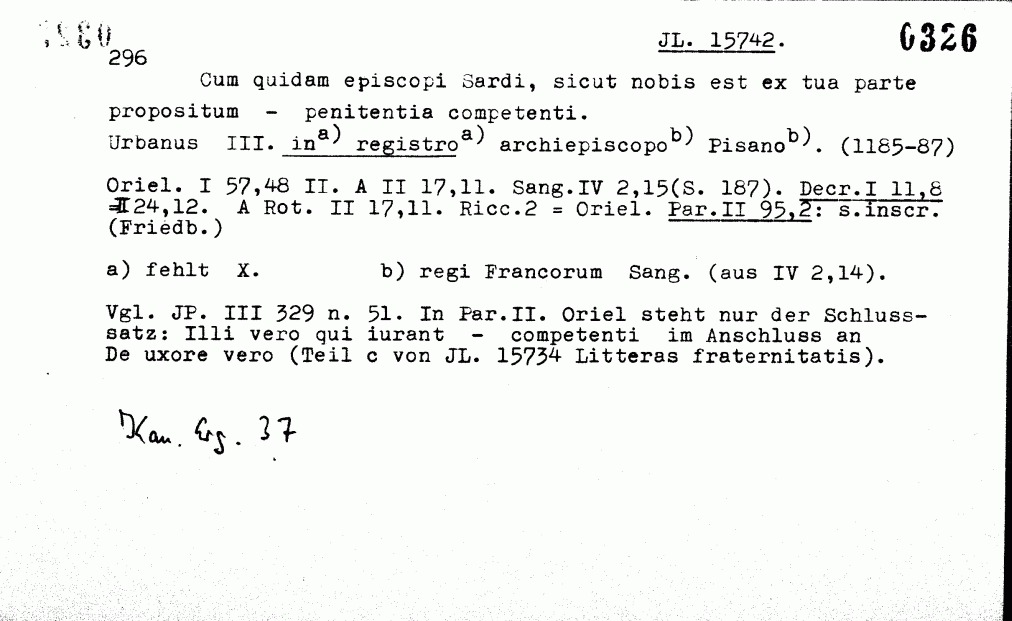 JL. 15742. 0326
296
Cum quidam episcopi Sardi, sicut nobis est ex tua parte
propositum - penitentia competenti.
Urbanus III. in a) registro a) archiepiscopo b) Pisano b). (1185-87)
Oriel. I 57,48 II. A II 17,11. Sang.IV 2,15(S. 187). Decr.I 11,8
=II 24,12. A Rot. II 17,11. Ricc.2 = Oriel. Par.II 95,2: s.inscr.
(Friedb.)
a) fehlt X. b) regi Francorum Sang. (aus IV 2,14).
Vgl. JP. III 329 n. 51. In Par.II. Oriel steht nur der Schluss-
satz: Illi vero qui iurant - competenti im Anschluss an
De uxore vero (Teil c von JL. 15734 Litteras fraternitatis).
Kan. Erg. 37